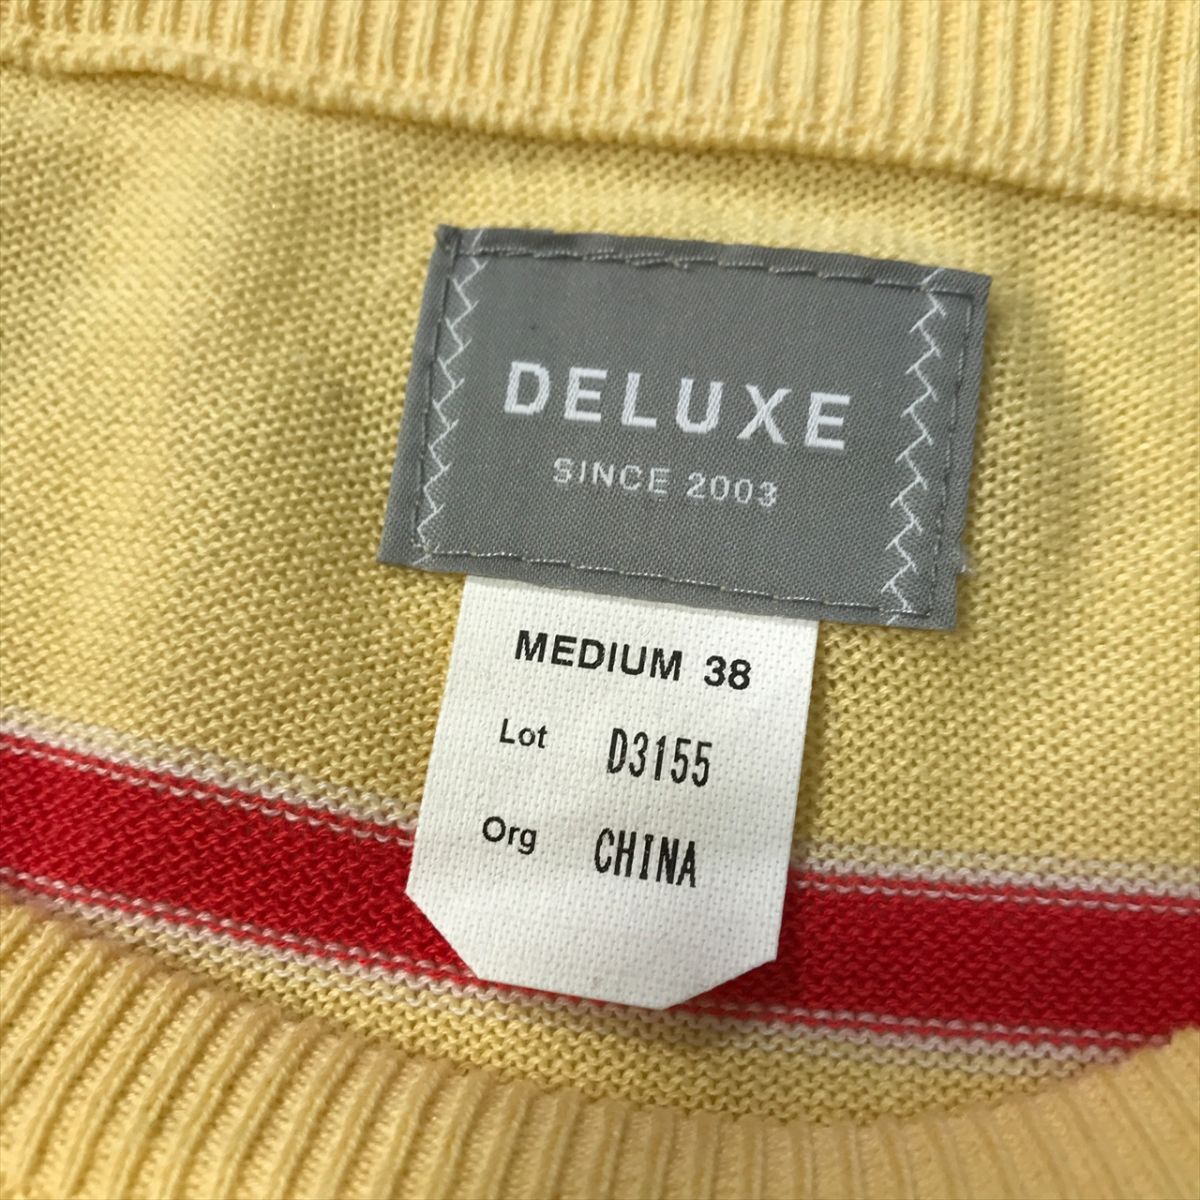 DELUXE
SINCE 2003
MEDIUM 38
Lot D3155
Org CHINA